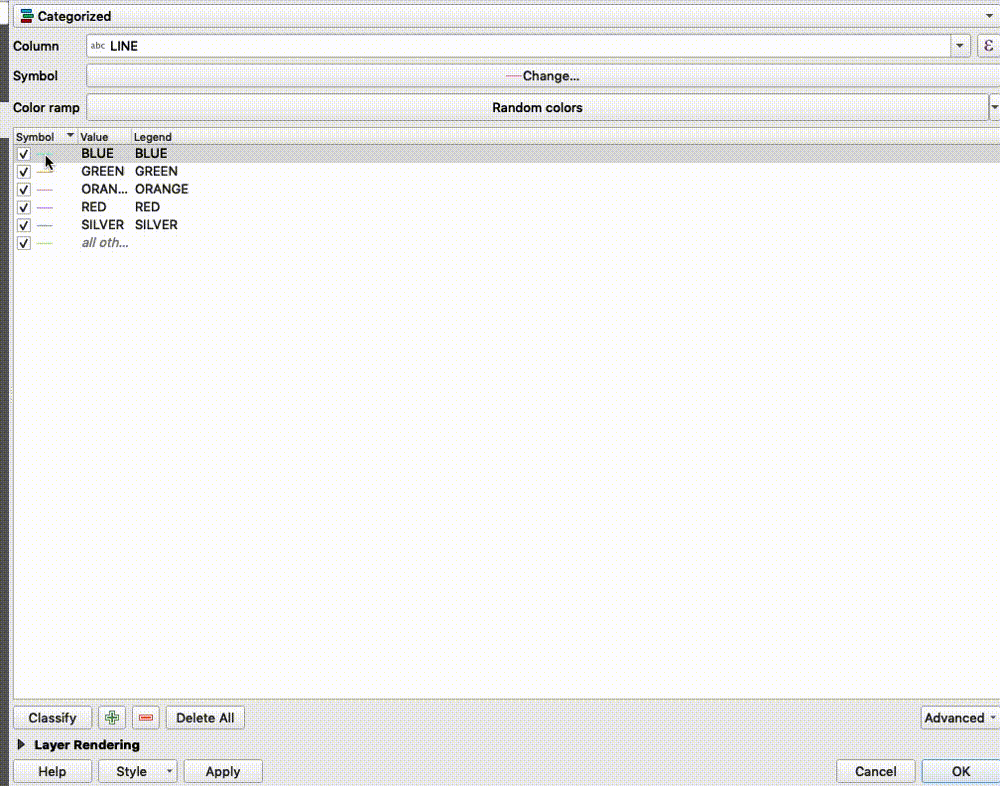 Categorized
Column abc LINE ε
Symbol Change...
Color ramp Random colors
Symbol Value Legend
BLUE BLUE
GREEN GREEN
ORAN... ORANGE
RED RED
SILVER SILVER
all oth...
Classify Delete All Advanced
Layer Rendering
Help Style Apply Cancel OK